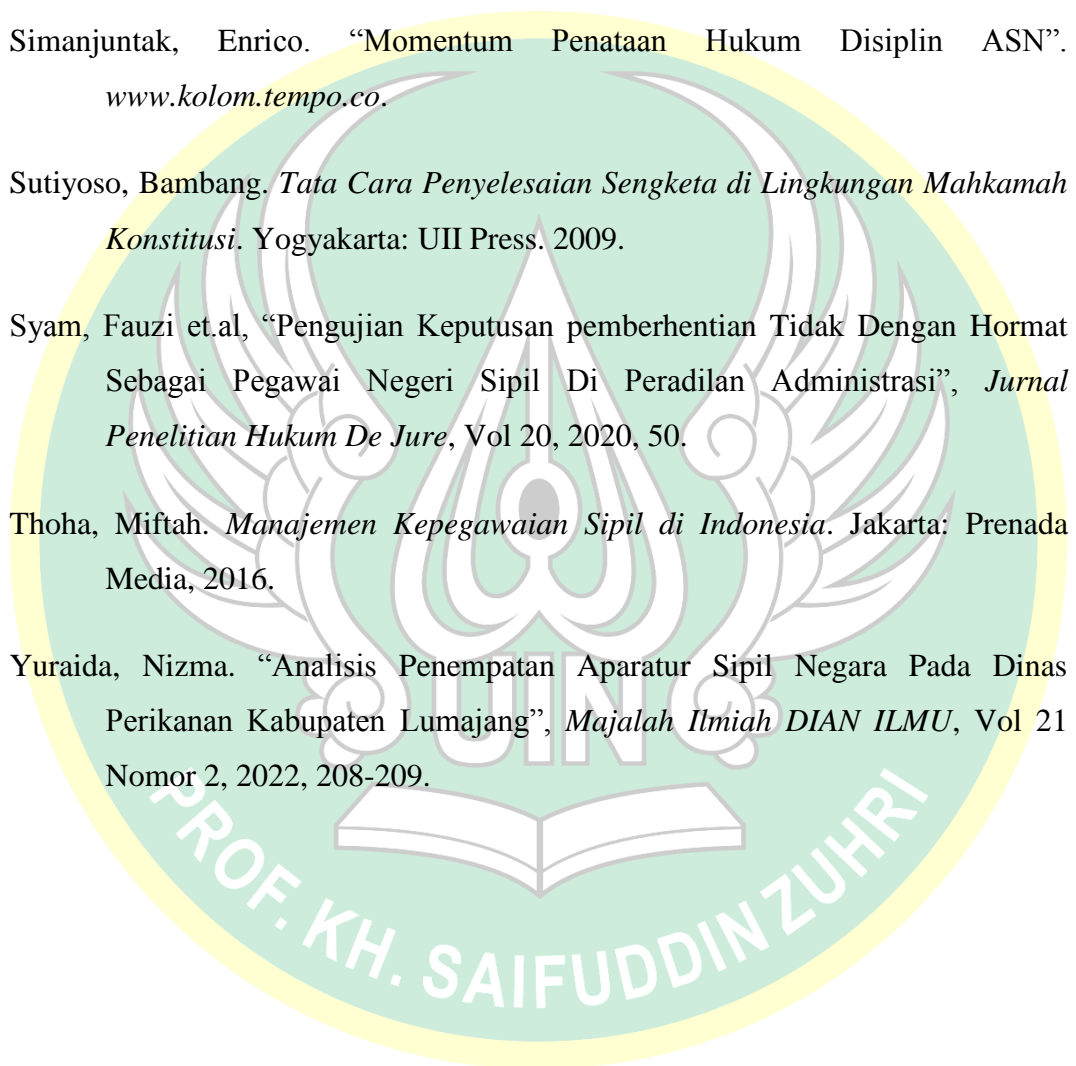 Simanjuntak, Enrico. “Momentum Penataan Hukum Disiplin ASN”.
www.kolom.tempo.co.
Sutiyoso, Bambang. Tata Cara Penyelesaian Sengketa di Lingkungan Mahkamah
Konstitusi. Yogyakarta: UII Press. 2009.
Syam, Fauzi et.al, “Pengujian Keputusan pemberhentian Tidak Dengan Hormat
Sebagai Pegawai Negeri Sipil Di Peradilan Administrasi”, Jurnal
Penelitian Hukum De Jure, Vol 20, 2020, 50.
Thoha, Miftah. Manajemen Kepegawaian Sipil di Indonesia. Jakarta: Prenada
Media, 2016.
Yuraida, Nizma. “Analisis Penempatan Aparatur Sipil Negara Pada Dinas
Perikanan Kabupaten Lumajang”, Majalah Ilmiah DIAN ILMU, Vol 21
Nomor 2, 2022, 208-209.
UIN
PROF. KH. SAIFUDDIN ZUHRI